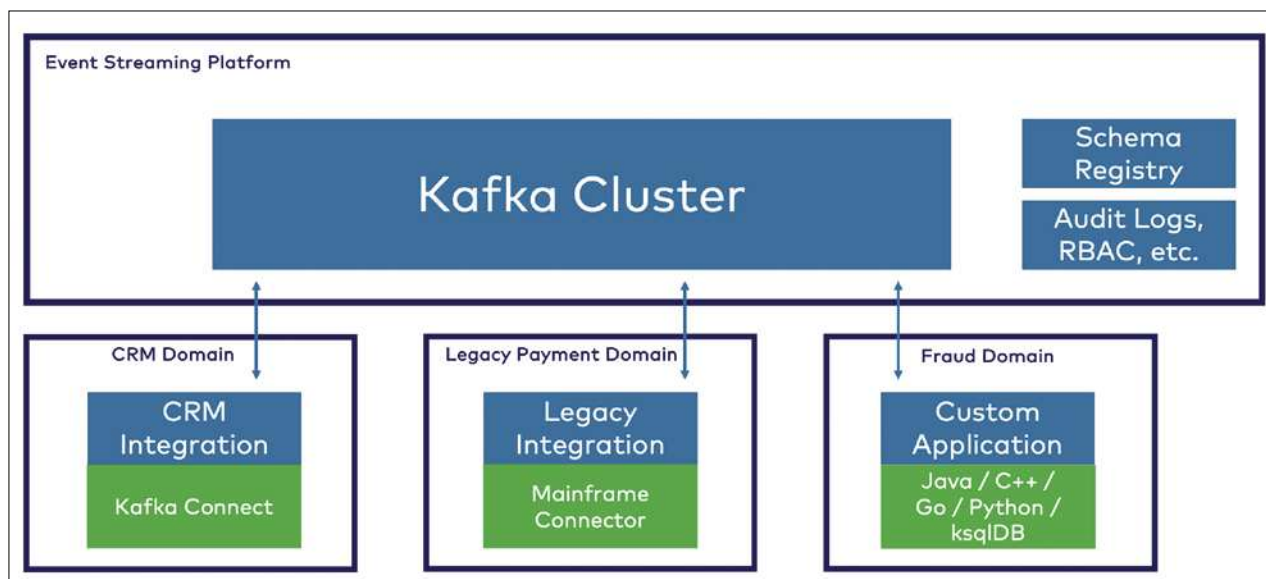 Event Streaming Platform
Kafka Cluster
Schema
Registry
Audit Logs,
RBAC, etc.
CRM Domain
CRM
Integration
Kafka Connect
Legacy Payment Domain
Legacy
Integration
Mainframe
Connector
Fraud Domain
Custom
Application
Java / C++ /
Go / Python /
ksqlDB